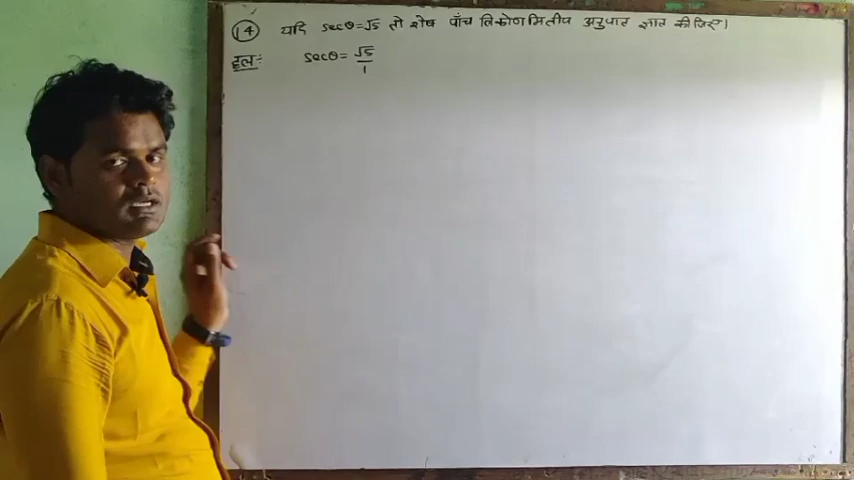 (14) यदि secθ=√5 तो शेष पाँच त्रिकोणमितीय अनुपात ज्ञात कीजिए।
हल:- secθ = √5/1